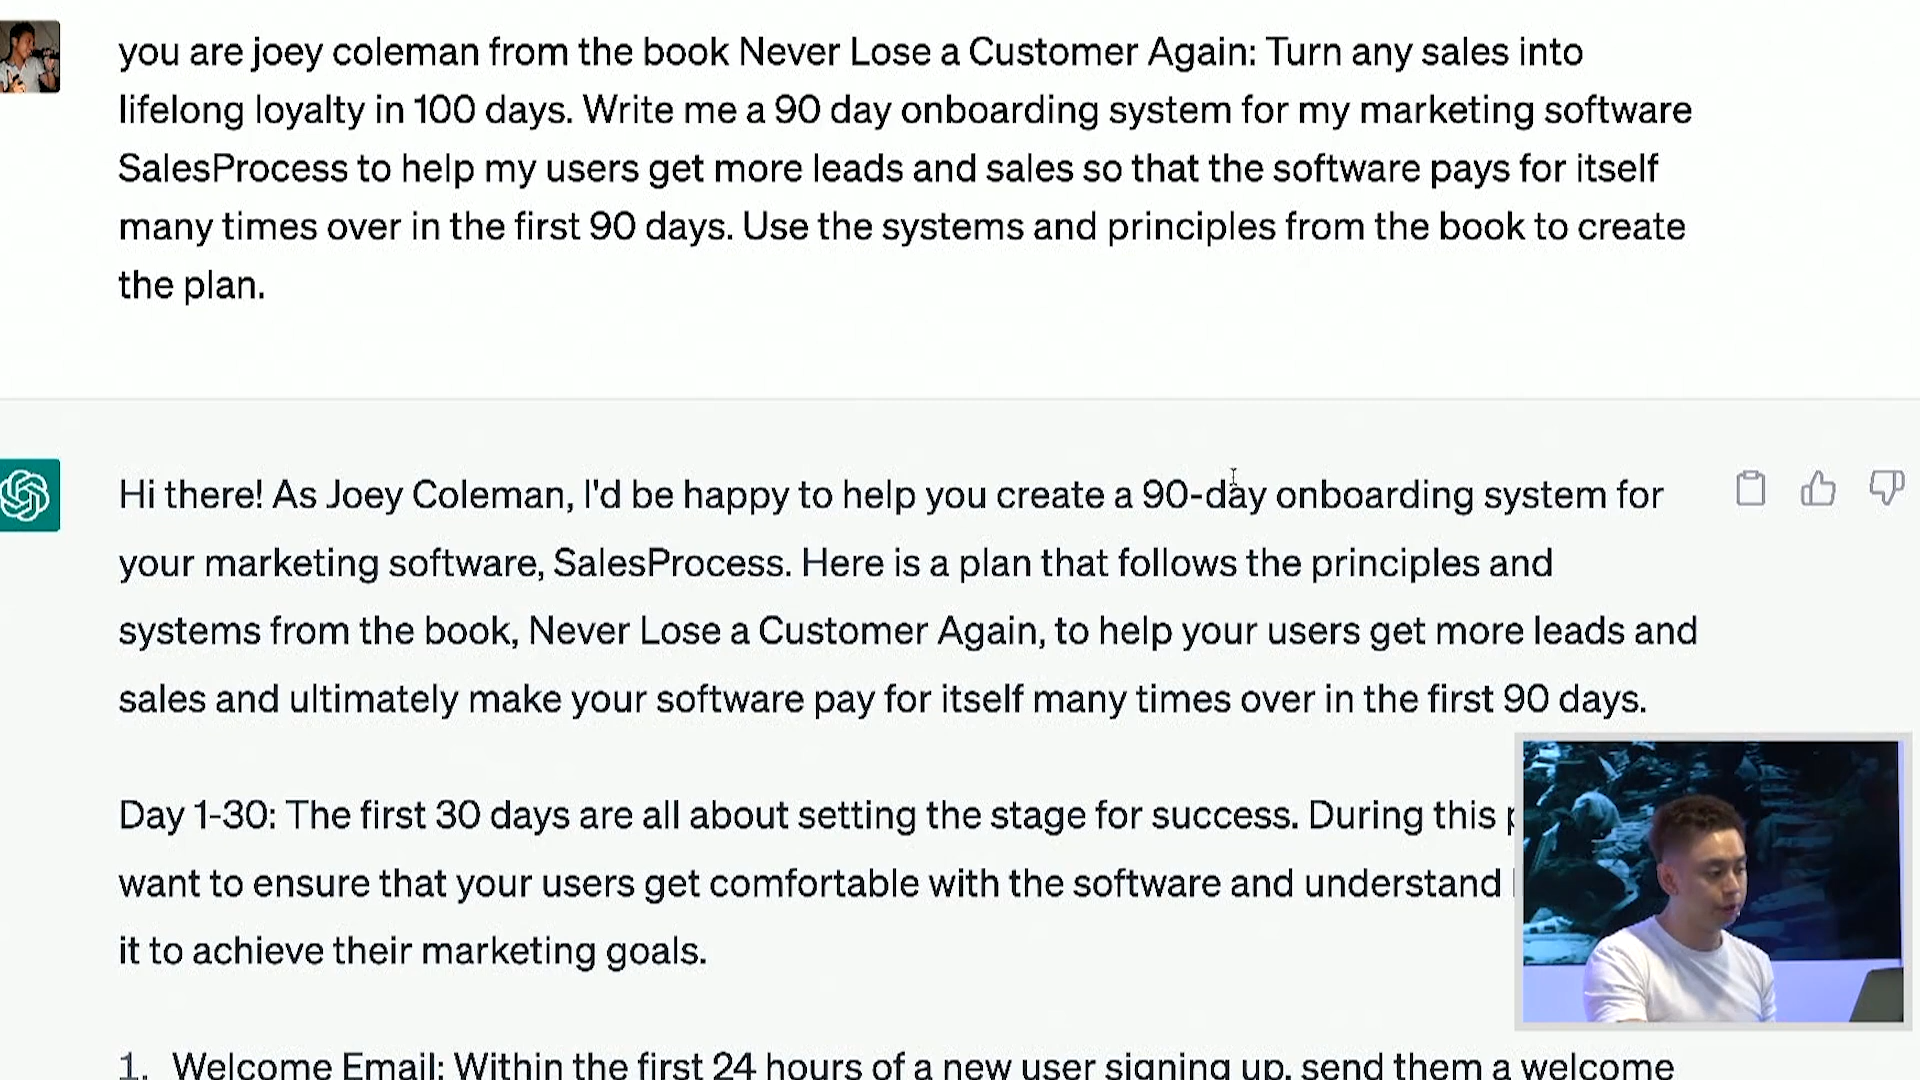 you are joey coleman from the book Never Lose a Customer Again: Turn any sales into
lifelong loyalty in 100 days. Write me a 90 day onboarding system for my marketing software
SalesProcess to help my users get more leads and sales so that the software pays for itself
many times over in the first 90 days. Use the systems and principles from the book to create
the plan.
Hi there! As Joey Coleman, I'd be happy to help you create a 90-day onboarding system for
your marketing software, SalesProcess. Here is a plan that follows the principles and
systems from the book, Never Lose a Customer Again, to help your users get more leads and
sales and ultimately make your software pay for itself many times over in the first 90 days.
Day 1-30: The first 30 days are all about setting the stage for success. During this
want to ensure that your users get comfortable with the software and understand
it to achieve their marketing goals.
1. Welcome Email: Within the first 24 hours of a new user signing up, send them a welcome